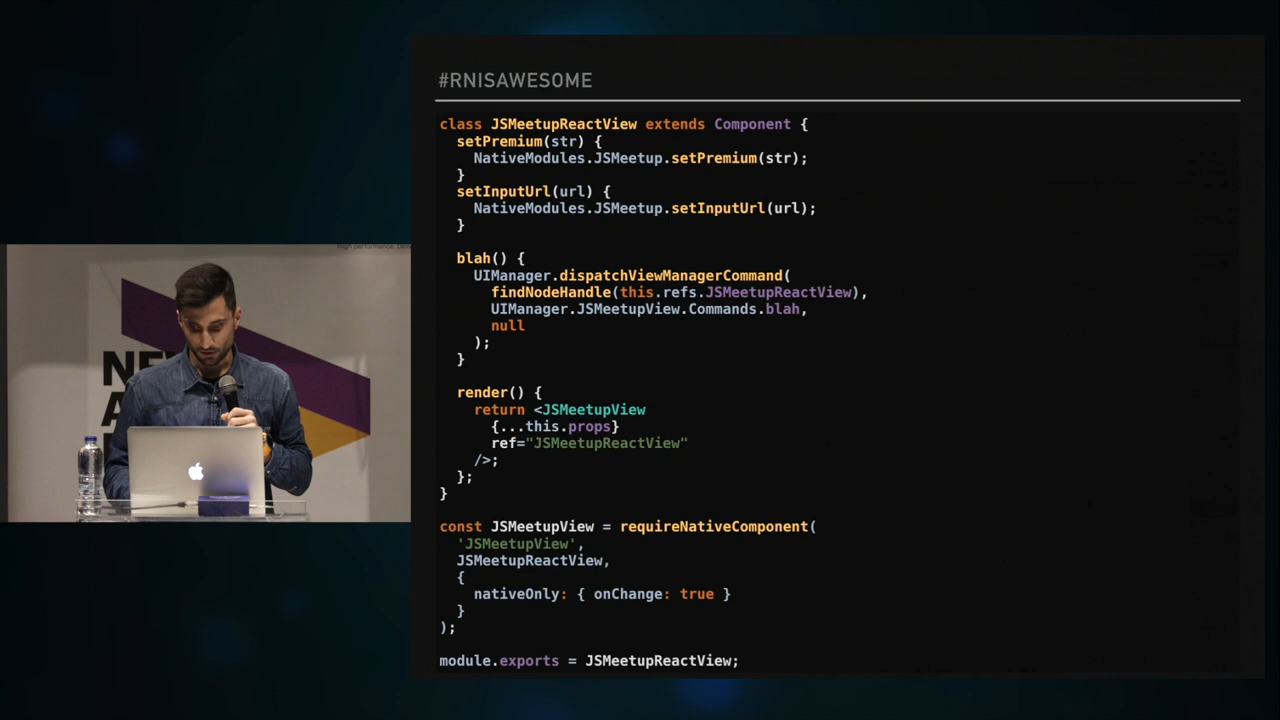 #RNISAWESOME
class JSMeetupReactView extends Component {
  setPremium(str) {
    NativeModules.JSMeetup.setPremium(str);
  }
  setInputUrl(url) {
    NativeModules.JSMeetup.setInputUrl(url);
  }
  blah() {
    UIManager.dispatchViewManagerCommand(
      findNodeHandle(this.refs.JSMeetupReactView),
      UIManager.JSMeetupView.Commands.blah,
      null
    );
  }
  render() {
    return <JSMeetupView
      {...this.props}
      ref="JSMeetupReactView"
    />;
  };
}
const JSMeetupView = requireNativeComponent(
  'JSMeetupView',
  JSMeetupReactView,
  {
    nativeOnly: { onChange: true }
  }
);
module.exports = JSMeetupReactView;
High performance.